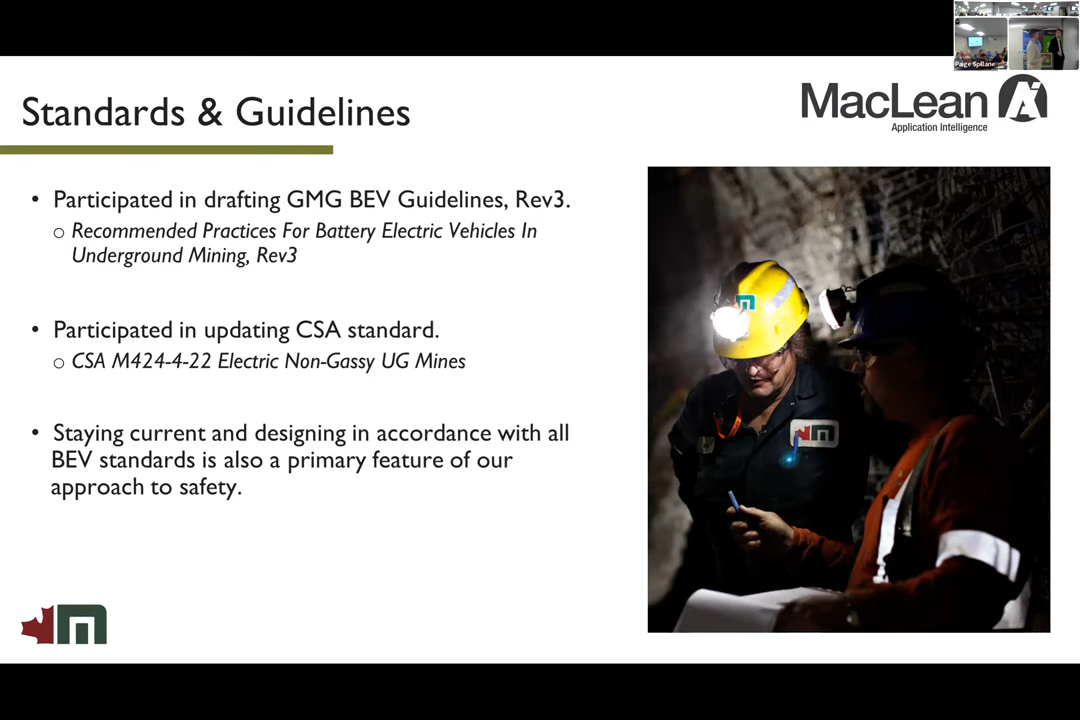 Paige Spillane
Standards & Guidelines
MacLean
Application Intelligence
• Participated in drafting GMG BEV Guidelines, Rev3.
o Recommended Practices For Battery Electric Vehicles In
Underground Mining, Rev3
• Participated in updating CSA standard.
o CSA M424-4-22 Electric Non-Gassy UG Mines
• Staying current and designing in accordance with all
BEV standards is also a primary feature of our
approach to safety.